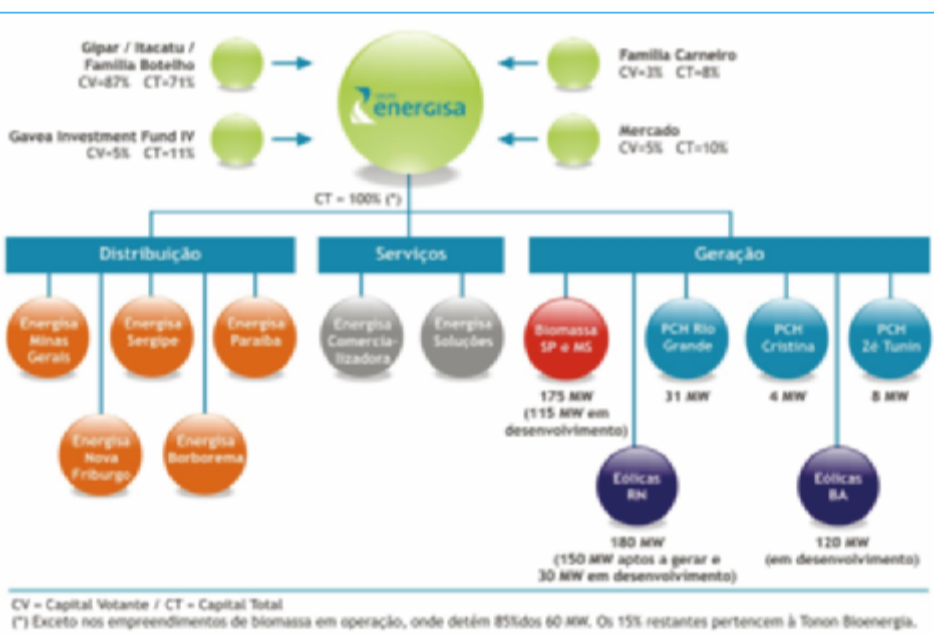 Gipar / Itacatu /
Família Botelho
CV=87% CT=71%
Gavea Investment Fund IV
CV=5% CT=11%
energisa
Família Carneiro
CV=3% CT=8%
Mercado
CV=5% CT=10%
CT = 100% (*)
Distribuição
Serviços
Geração
Energisa
Minas
Gerais
Energisa
Sergipe
Energisa
Paraíba
Energisa
Nova
Friburgo
Energisa
Borborema
Energisa
Comercia-
lizadora
Energisa
Soluções
Biomassa
SP e MS
175 MW
(115 MW em
desenvolvimento)
PCH Rio
Grande
31 MW
PCH
Cristina
4 MW
PCH
Zé Tunin
8 MW
Eólicas
RN
180 MW
(150 MW aptos a gerar e
30 MW em desenvolvimento)
Eólicas
BA
120 MW
(em desenvolvimento)
CV = Capital Votante / CT = Capital Total
(*) Exceto nos empreendimentos de biomassa em operação, onde detém 85%dos 60 MW. Os 15% restantes pertencem à Tonon Bioenergia.